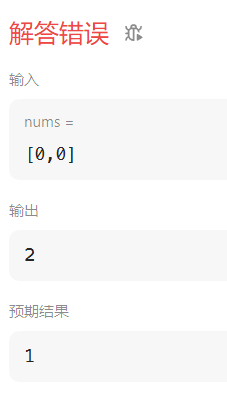 解答错误
输入
nums =
[0,0]
输出
2
预期结果
1